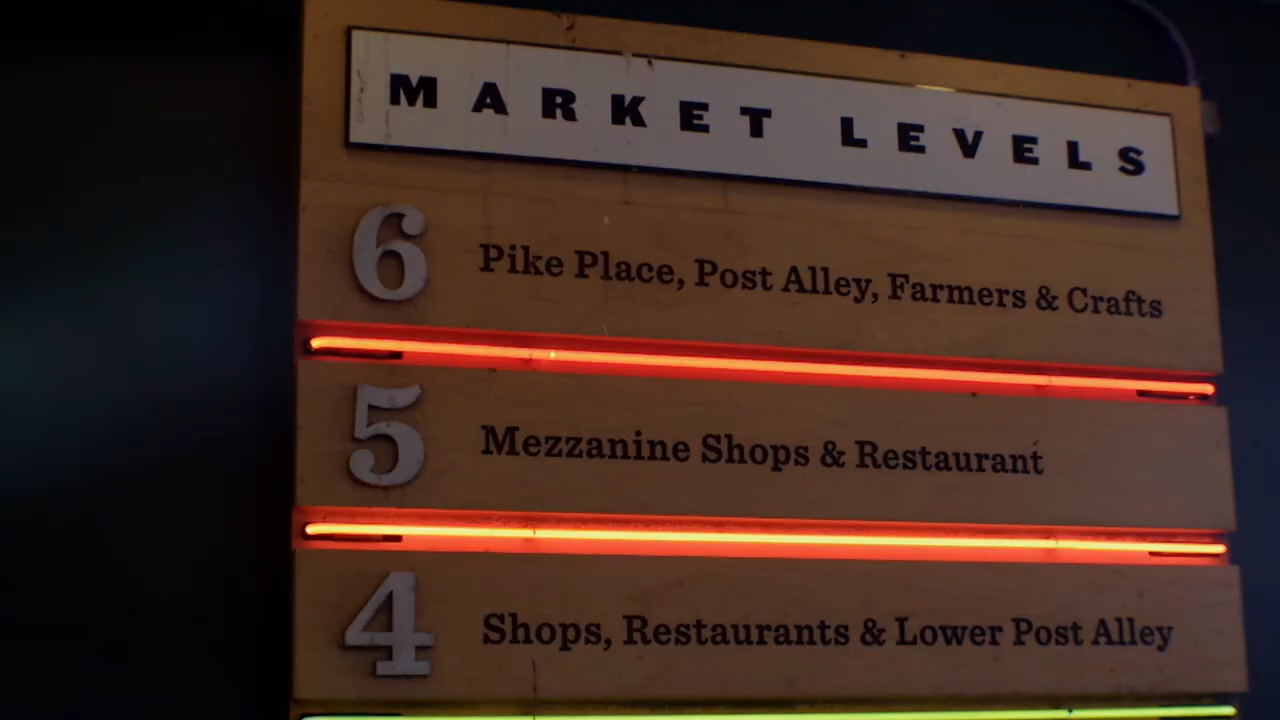 MARKET LEVELS
6 Pike Place, Post Alley, Farmers & Crafts
5 Mezzanine Shops & Restaurant
4 Shops, Restaurants & Lower Post Alley